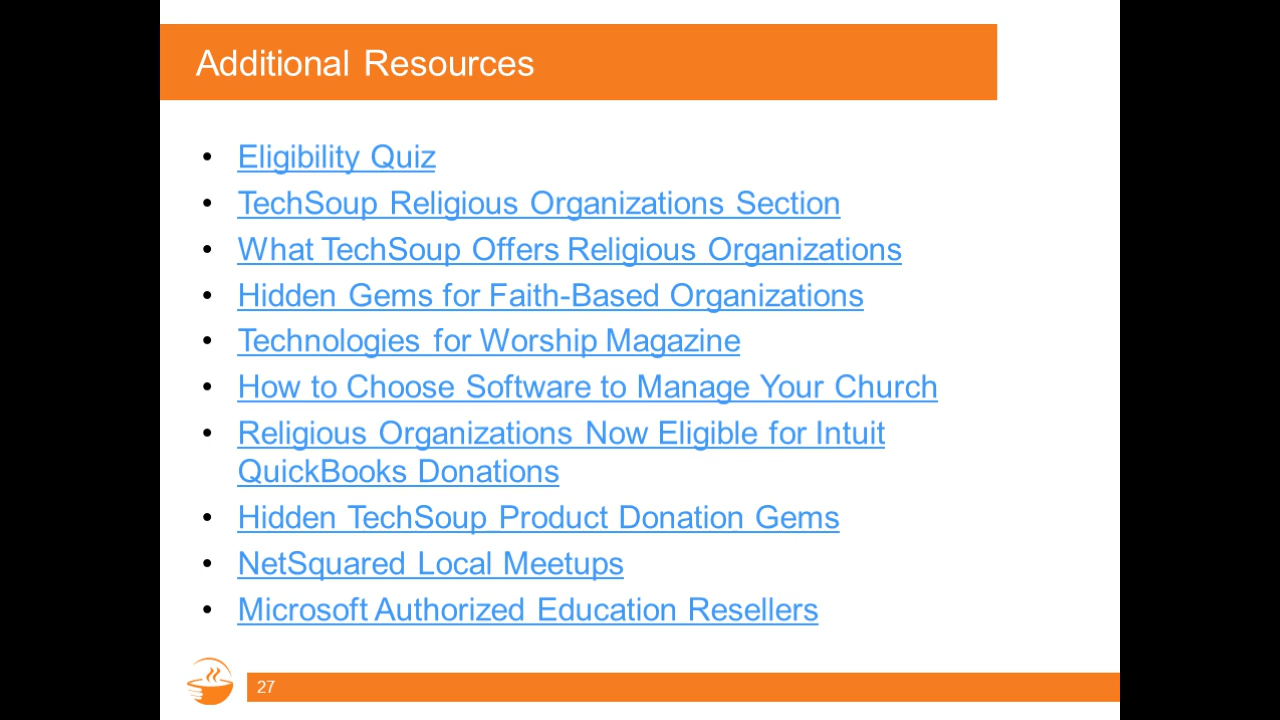 Additional Resources
• Eligibility Quiz
• TechSoup Religious Organizations Section
• What TechSoup Offers Religious Organizations
• Hidden Gems for Faith-Based Organizations
• Technologies for Worship Magazine
• How to Choose Software to Manage Your Church
• Religious Organizations Now Eligible for Intuit
QuickBooks Donations
• Hidden TechSoup Product Donation Gems
• NetSquared Local Meetups
• Microsoft Authorized Education Resellers
27